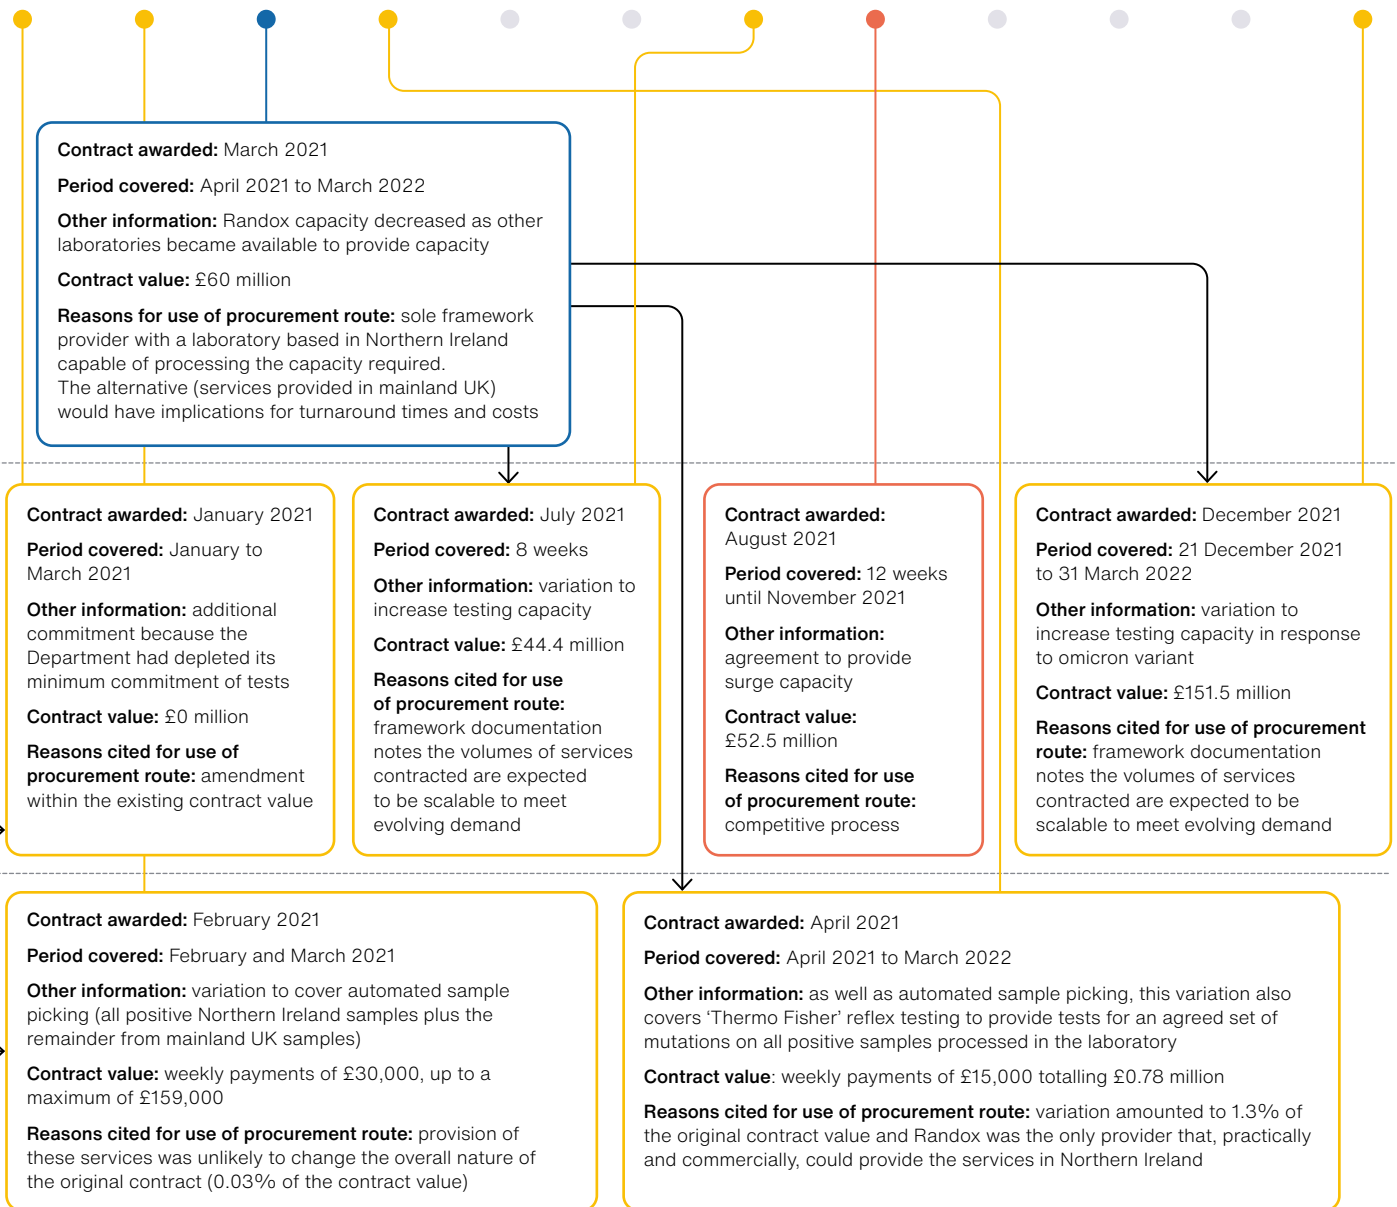 Contract awarded: March 2021
Period covered: April 2021 to March 2022
Other information: Randox capacity decreased as other
laboratories became available to provide capacity
Contract value: £60 million
Reasons for use of procurement route: sole framework
provider with a laboratory based in Northern Ireland
capable of processing the capacity required.
The alternative (services provided in mainland UK)
would have implications for turnaround times and costs
Contract awarded: January 2021
Period covered: January to
March 2021
Other information: additional
commitment because the
Department had depleted its
minimum commitment of tests
Contract value: £0 million
Reasons cited for use of
procurement route: amendment
within the existing contract value
Contract awarded: July 2021
Period covered: 8 weeks
Other information: variation to
increase testing capacity
Contract value: £44.4 million
Reasons cited for use
of procurement route:
framework documentation
notes the volumes of services
contracted are expected
to be scalable to meet
evolving demand
Contract awarded:
August 2021
Period covered: 12 weeks
until November 2021
Other information:
agreement to provide
surge capacity
Contract value:
£52.5 million
Reasons cited for use
of procurement route:
competitive process
Contract awarded: December 2021
Period covered: 21 December 2021
to 31 March 2022
Other information: variation to
increase testing capacity in response
to omicron variant
Contract value: £151.5 million
Reasons cited for use of procurement
route: framework documentation
notes the volumes of services
contracted are expected to be
scalable to meet evolving demand
Contract awarded: February 2021
Period covered: February and March 2021
Other information: variation to cover automated sample
picking (all positive Northern Ireland samples plus the
remainder from mainland UK samples)
Contract value: weekly payments of £30,000, up to a
maximum of £159,000
Reasons cited for use of procurement route: provision of
these services was unlikely to change the overall nature of
the original contract (0.03% of the contract value)
Contract awarded: April 2021
Period covered: April 2021 to March 2022
Other information: as well as automated sample picking, this variation also
covers ‘Thermo Fisher’ reflex testing to provide tests for an agreed set of
mutations on all positive samples processed in the laboratory
Contract value: weekly payments of £15,000 totalling £0.78 million
Reasons cited for use of procurement route: variation amounted to 1.3% of
the original contract value and Randox was the only provider that, practically
and commercially, could provide the services in Northern Ireland